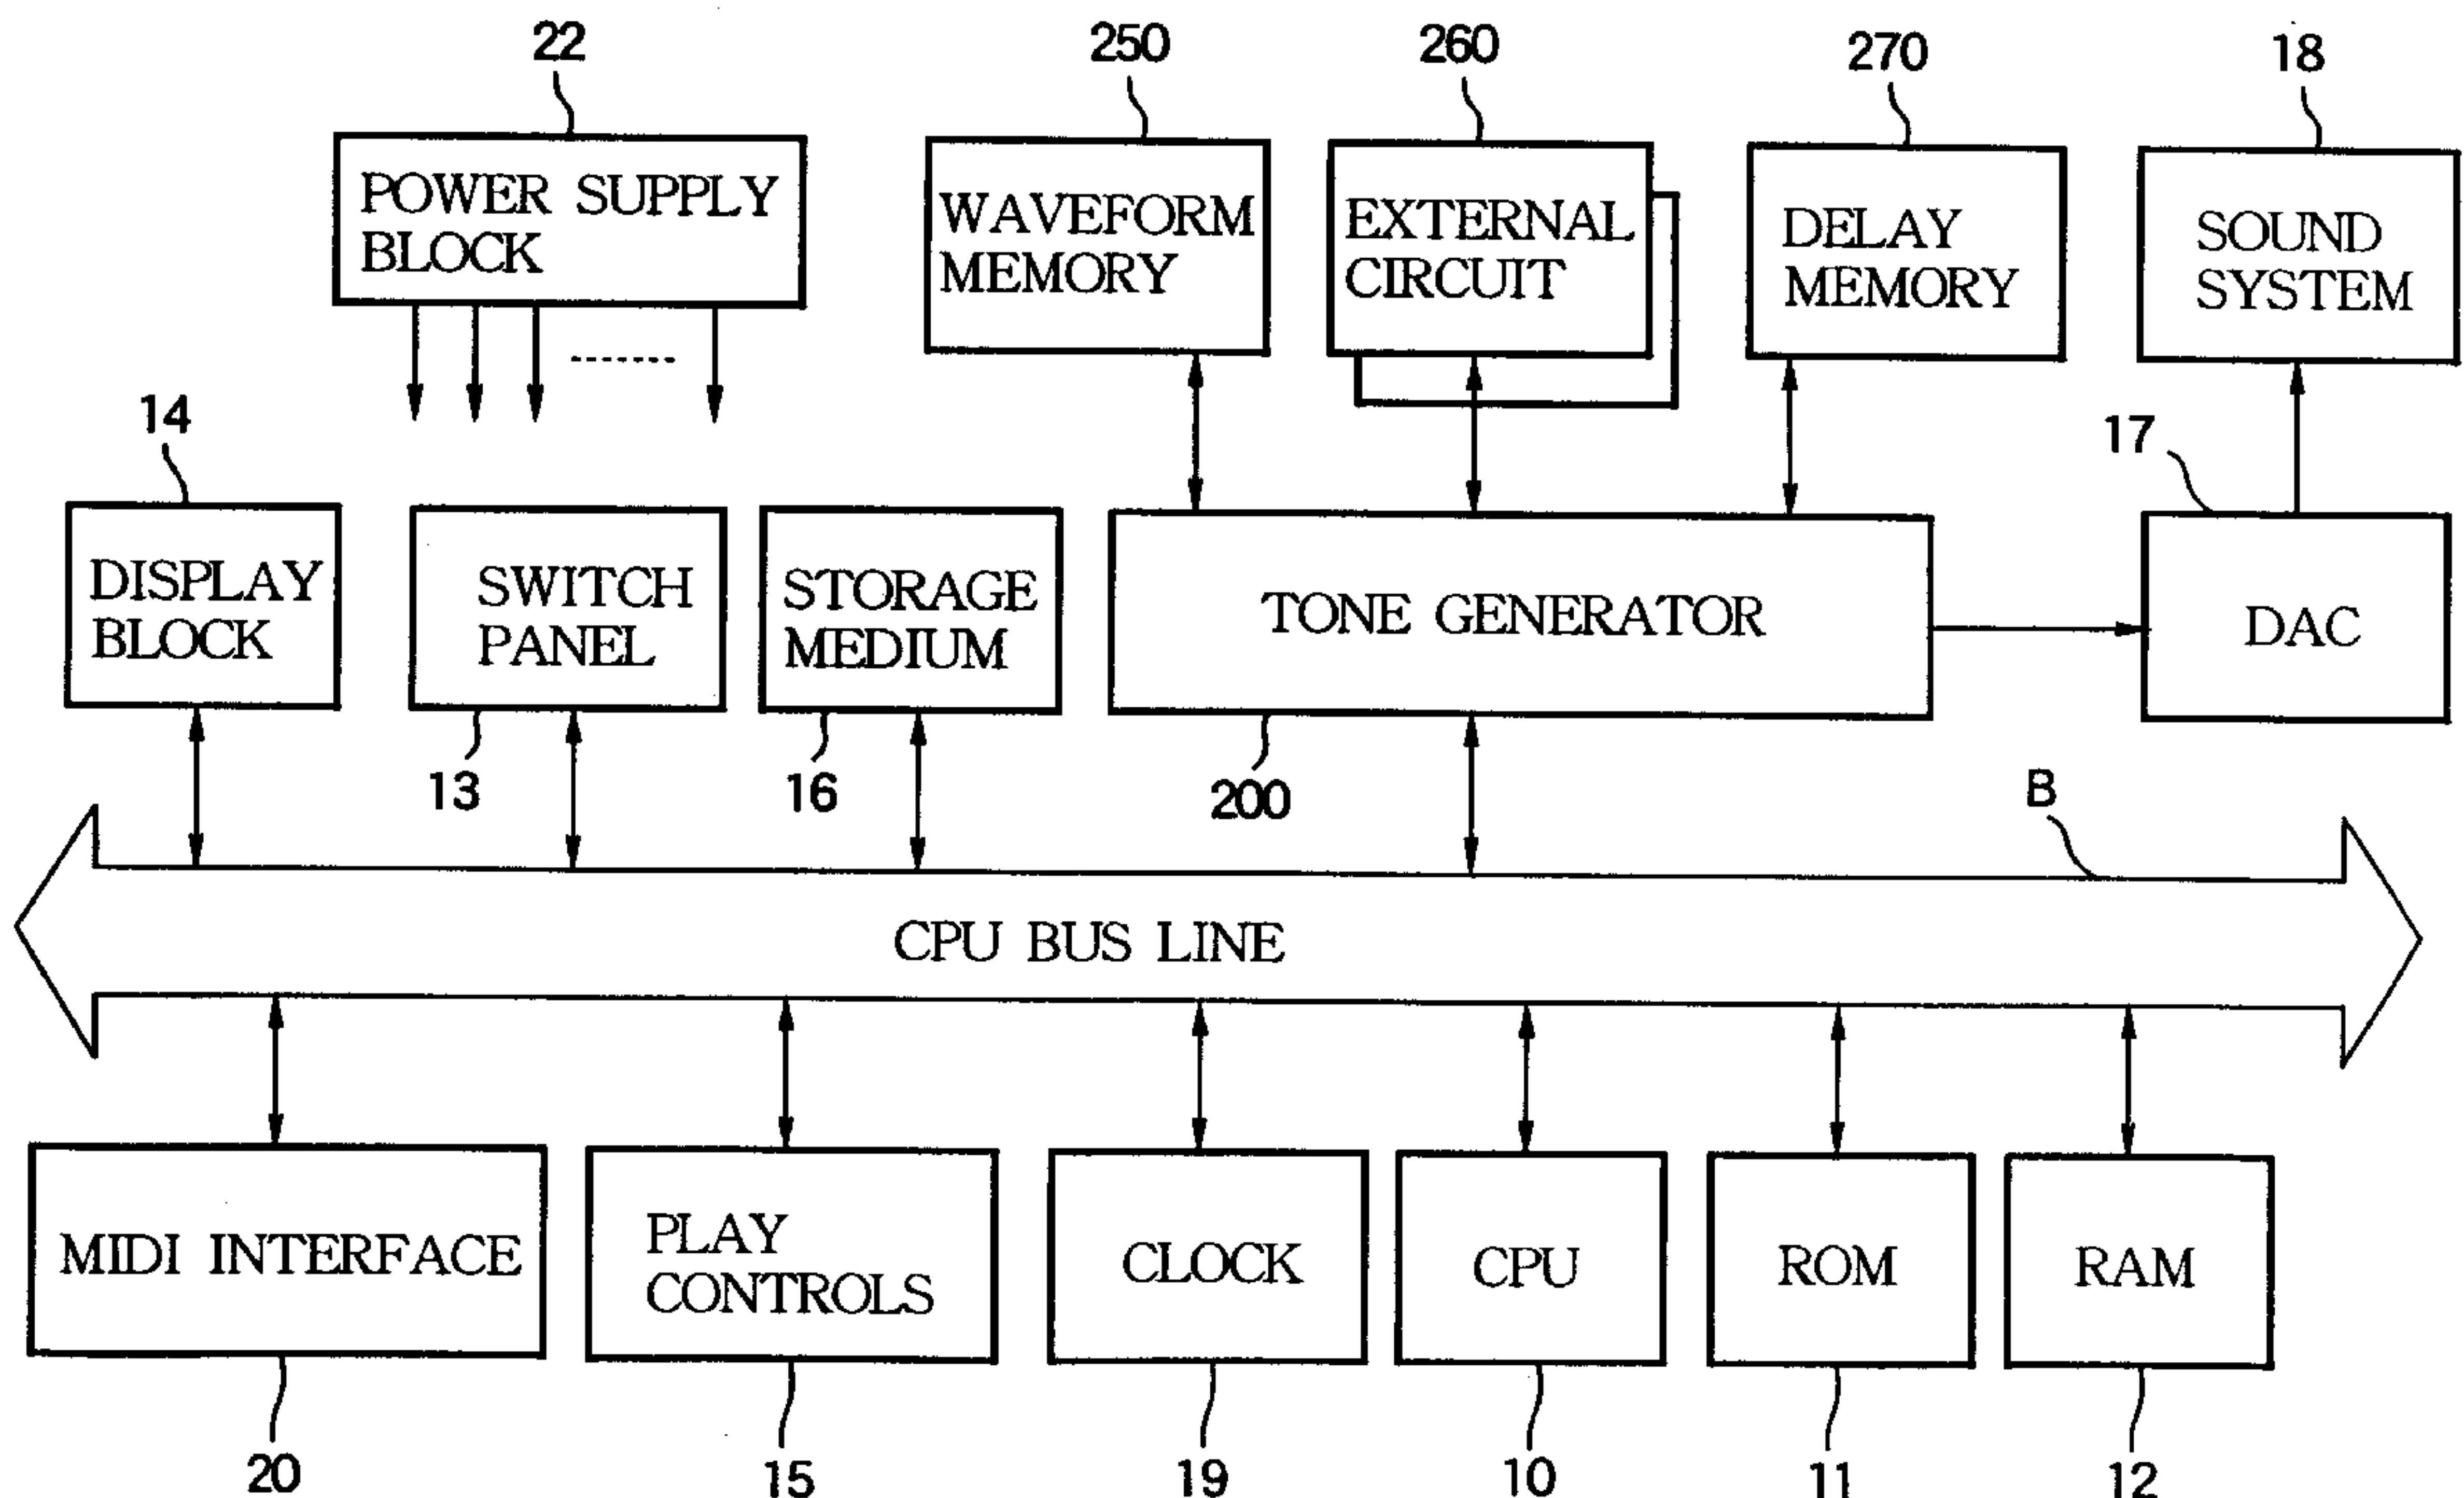 22
250
260
270
18
POWER SUPPLY
BLOCK
WAVEFORM
MEMORY
EXTERNAL
CIRCUIT
DELAY
MEMORY
SOUND
SYSTEM
14
17
DISPLAY
BLOCK
SWITCH
PANEL
STORAGE
MEDIUM
TONE GENERATOR
DAC
13
16
200
B
CPU BUS LINE
MIDI INTERFACE
PLAY
CONTROLS
CLOCK
CPU
ROM
RAM
20
15
19
10
11
12